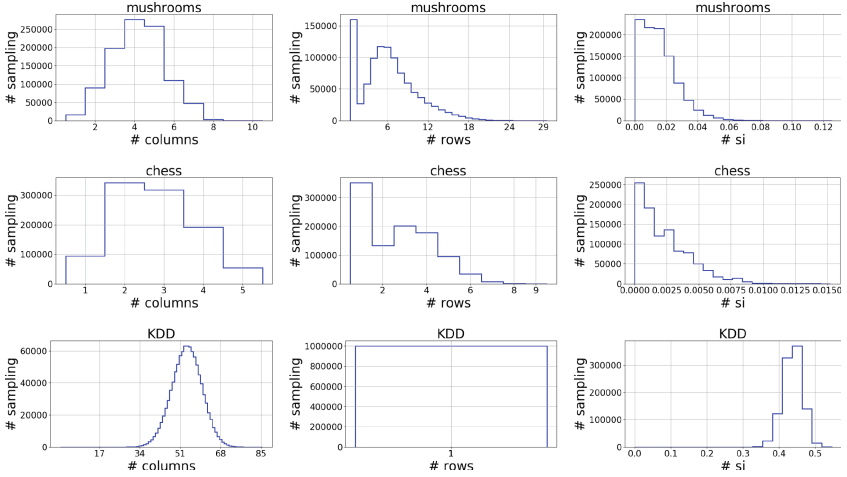 mushrooms
# sampling
250000
200000
150000
100000
50000
0
2 4 6 8 10
# columns
mushrooms
# sampling
150000
100000
50000
0
6 12 18 24 29
# rows
mushrooms
# sampling
200000
150000
100000
50000
0
0.00 0.02 0.04 0.06 0.08 0.10 0.12
# si
chess
# sampling
300000
200000
100000
0
1 2 3 4 5
# columns
chess
# sampling
300000
200000
100000
0
2 4 6 8 9
# rows
chess
# sampling
250000
200000
150000
100000
50000
0
0.0000 0.0025 0.0050 0.0075 0.0100 0.0125 0.0150
# si
KDD
# sampling
60000
40000
20000
0
17 34 51 68 85
# columns
KDD
# sampling
1000000
800000
600000
400000
200000
0
1
# rows
KDD
# sampling
300000
200000
100000
0
0.0 0.1 0.2 0.3 0.4 0.5
# si